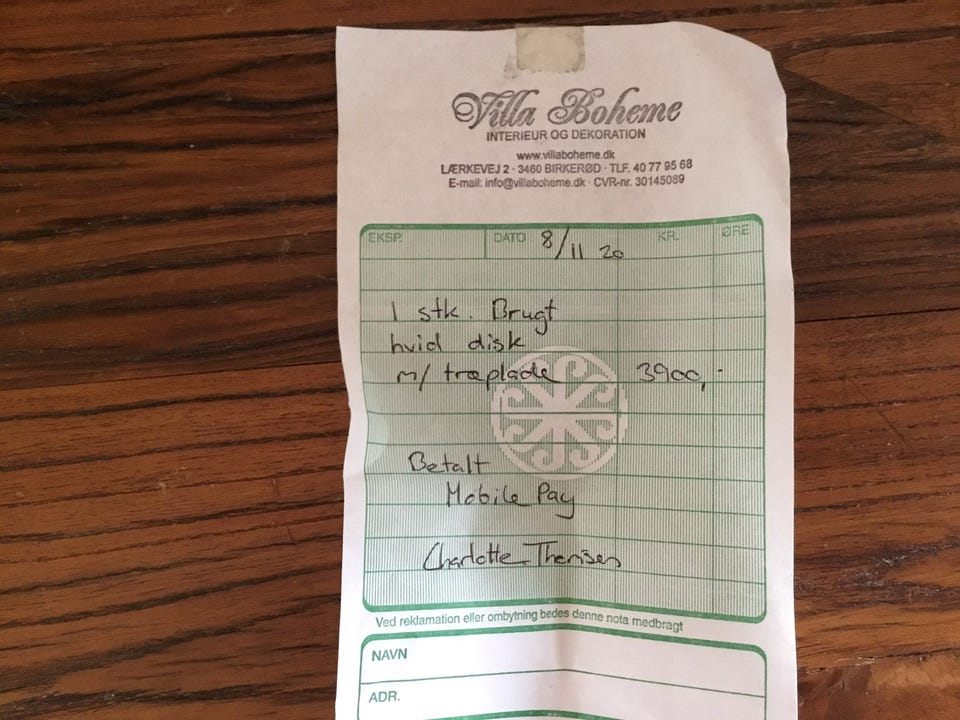 Villa Boheme
INTERIEUR OG DEKORATION
www.villaboheme.dk
LÆRKEVEJ 2 · 3460 BIRKERØD · TLF. 40 77 95 68
E-mail: info@villaboheme.dk · CVR-nr. 30145089
EKSP. DATO 8/11 20 KR. ØRE
1 stk. Brugt
hvid disk
m/ træplade 3900,-
Betalt
Mobile Pay
Charlotte
Ved reklamation eller ombytning bedes denne nota medbragt
NAVN
ADR.